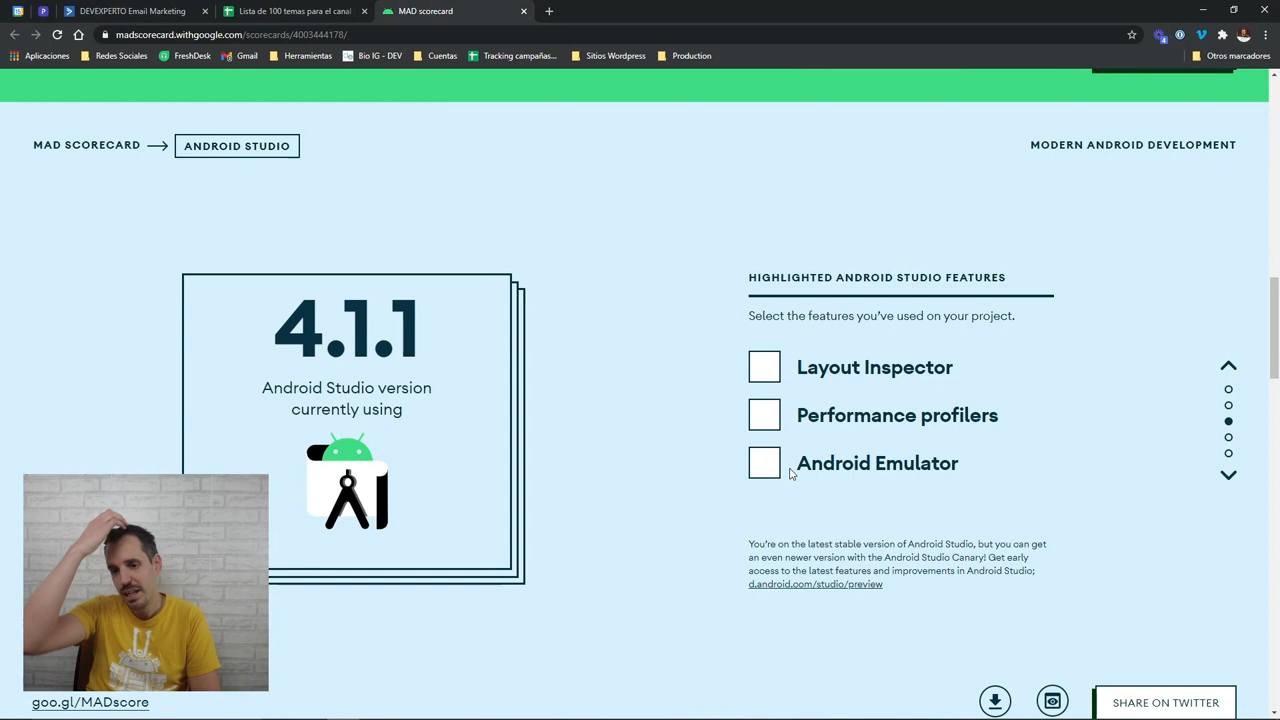 DEVEXPERTO Email Marketing
Lista de 100 temas para el canal
MAD scorecard
madscorecard.withgoogle.com/scorecards/4003444178/
Aplicaciones
Redes Sociales
FreshDesk
Gmail
Herramientas
Bio IG - DEV
Cuentas
Tracking campañas...
Sitios Wordpress
Production
Otros marcadores
MAD SCORECARD
ANDROID STUDIO
MODERN ANDROID DEVELOPMENT
4.1.1
Android Studio version
currently using
HIGHLIGHTED ANDROID STUDIO FEATURES
Select the features you've used on your project.
Layout Inspector
Performance profilers
Android Emulator
You're on the latest stable version of Android Studio, but you can get
an even newer version with the Android Studio Canary! Get early
access to the latest features and improvements in Android Studio;
d.android.com/studio/preview
goo.gl/MADscore
SHARE ON TWITTER